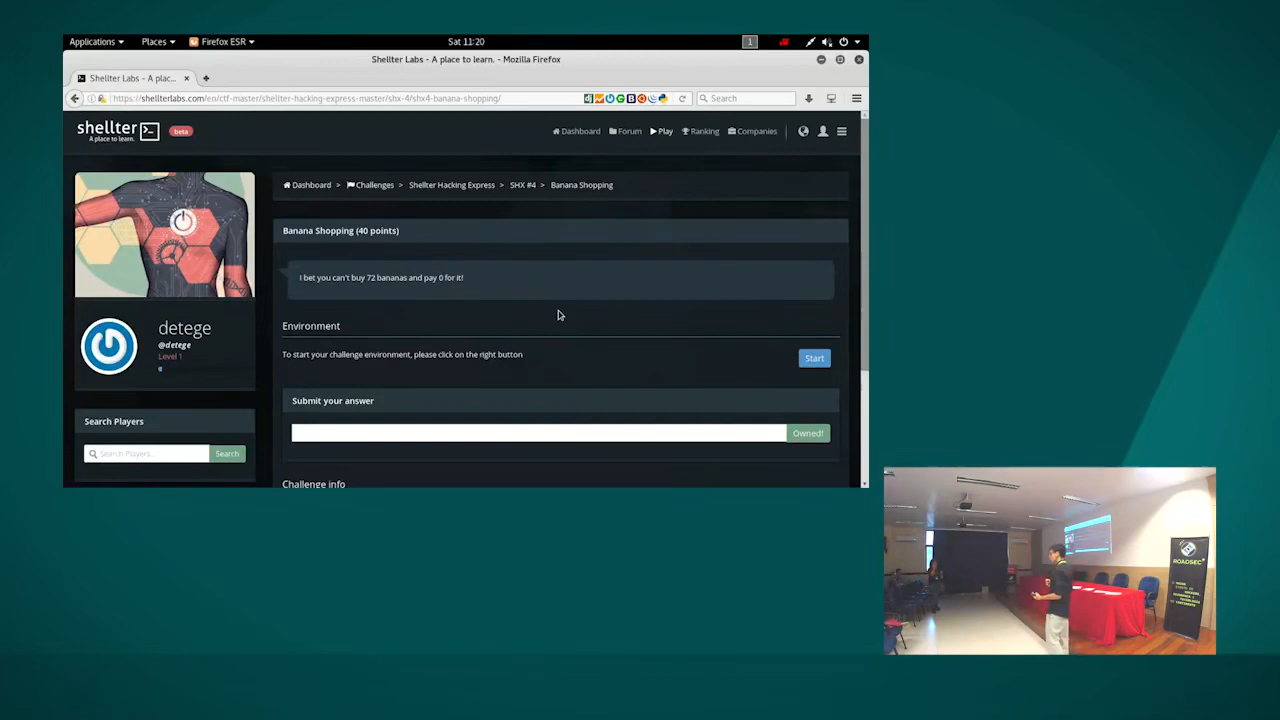 Applications
Places
Firefox ESR
Sat 11:20
1
Shellter Labs - A place to learn. - Mozilla Firefox
Shellter Labs - A plac...
https://shellterlabs.com/en/ctf-master/shellter-hacking-express-master/shx-4/shx4-banana-shopping/
Search
shellter
A place to learn.
beta
Dashboard
Forum
Play
Ranking
Companies
Dashboard > Challenges > Shellter Hacking Express > SHX #4 > Banana Shopping
Banana Shopping (40 points)
I bet you can't buy 72 bananas and pay 0 for it!
Environment
To start your challenge environment, please click on the right button
Start
Submit your answer
Owned!
Challenge info
detege
@detege
Level 1
Search Players
Search Players..
Search
ROADSEC